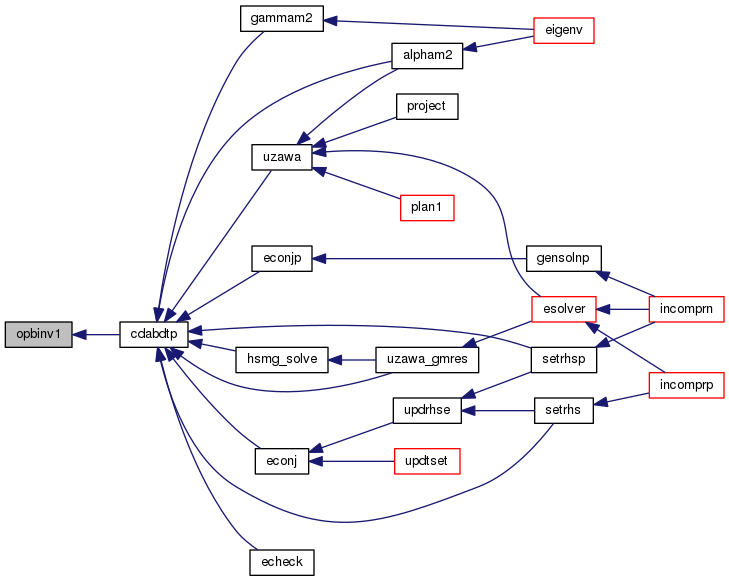 gammam2
eigenv
alpham2
project
uzawa
plan1
econjp
gensolnp
esolver
incomprn
opbinv1
cdabdtp
hsmg_solve
uzawa_gmres
setrhsp
incomprp
updrhse
setrhs
econj
updtset
echeck